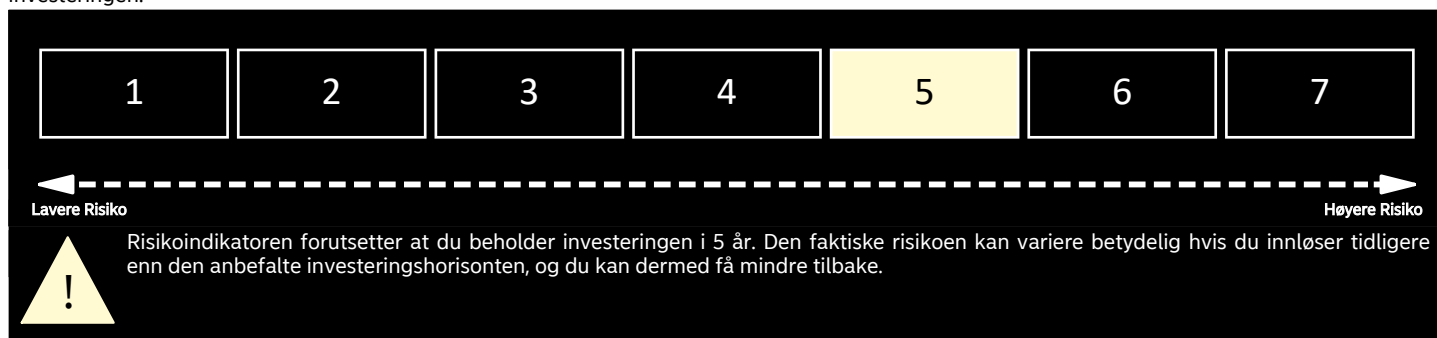 investeringen.
1 2 3 4 5 6 7
Lavere Risiko Høyere Risiko
Risikoindikatoren forutsetter at du beholder investeringen i 5 år. Den faktiske risikoen kan variere betydelig hvis du innløser tidligere
enn den anbefalte investeringshorisonten, og du kan dermed få mindre tilbake.
!